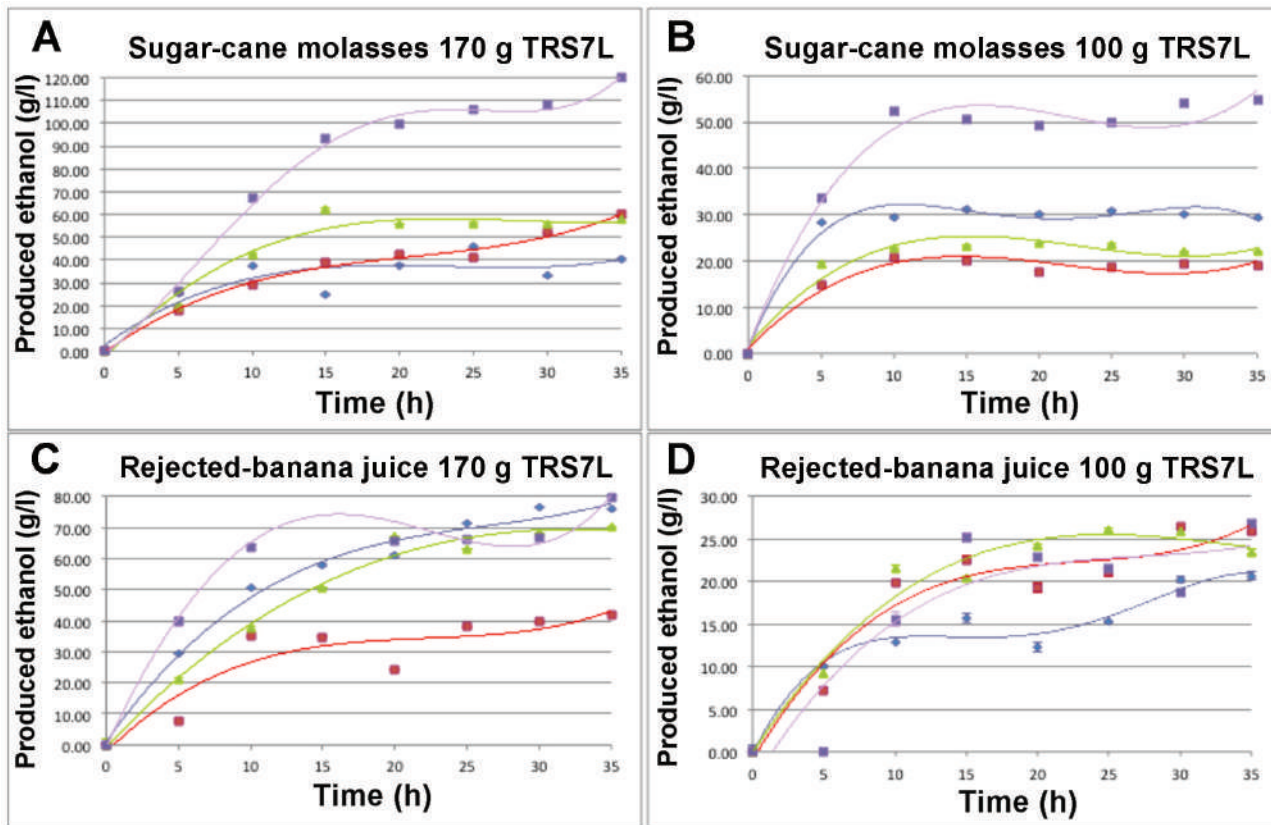 A
Sugar-cane molasses 170 g TRS7L
Produced ethanol (g/l)
120.00
110.00
100.00
90.00
80.00
70.00
60.00
50.00
40.00
30.00
20.00
10.00
0.00
0 5 10 15 20 25 30 35
Time (h)
B
Sugar-cane molasses 100 g TRS7L
Produced ethanol (g/l)
60.00
50.00
40.00
30.00
20.00
10.00
0.00
0 5 10 15 20 25 30 35
Time (h)
C
Rejected-banana juice 170 g TRS7L
Produced ethanol (g/l)
80.00
70.00
60.00
50.00
40.00
30.00
20.00
10.00
0.00
0 5 10 15 20 25 30 35
Time (h)
D
Rejected-banana juice 100 g TRS7L
Produced ethanol (g/l)
30.00
25.00
20.00
15.00
10.00
5.00
0.00
0 5 10 15 20 25 30 35
Time (h)